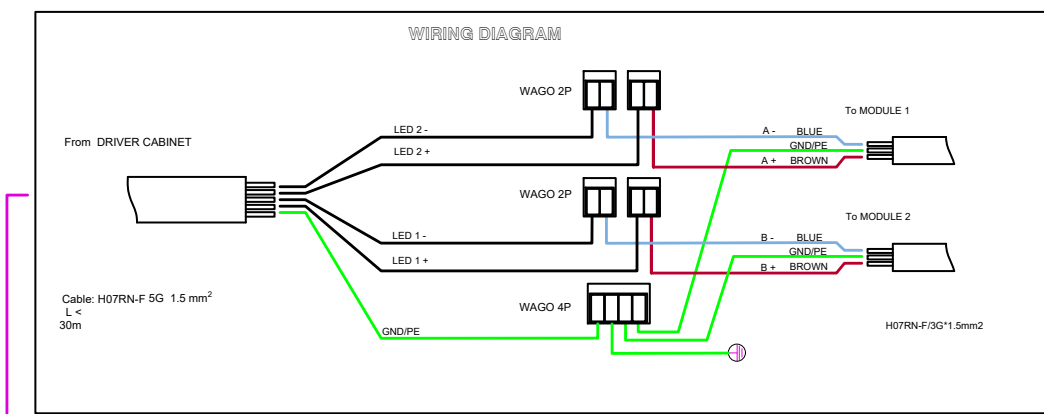 WIRING DIAGRAM
WAGO 2P
To MODULE 1
From DRIVER CABINET
LED 2 -
A - BLUE
GND/PE
LED 2 +
A + BROWN
WAGO 2P
To MODULE 2
LED 1 -
B - BLUE
GND/PE
LED 1 +
B + BROWN
Cable: H07RN-F 5G 1.5 mm²
L <
30m
WAGO 4P
GND/PE
H07RN-F/3G*1.5mm2